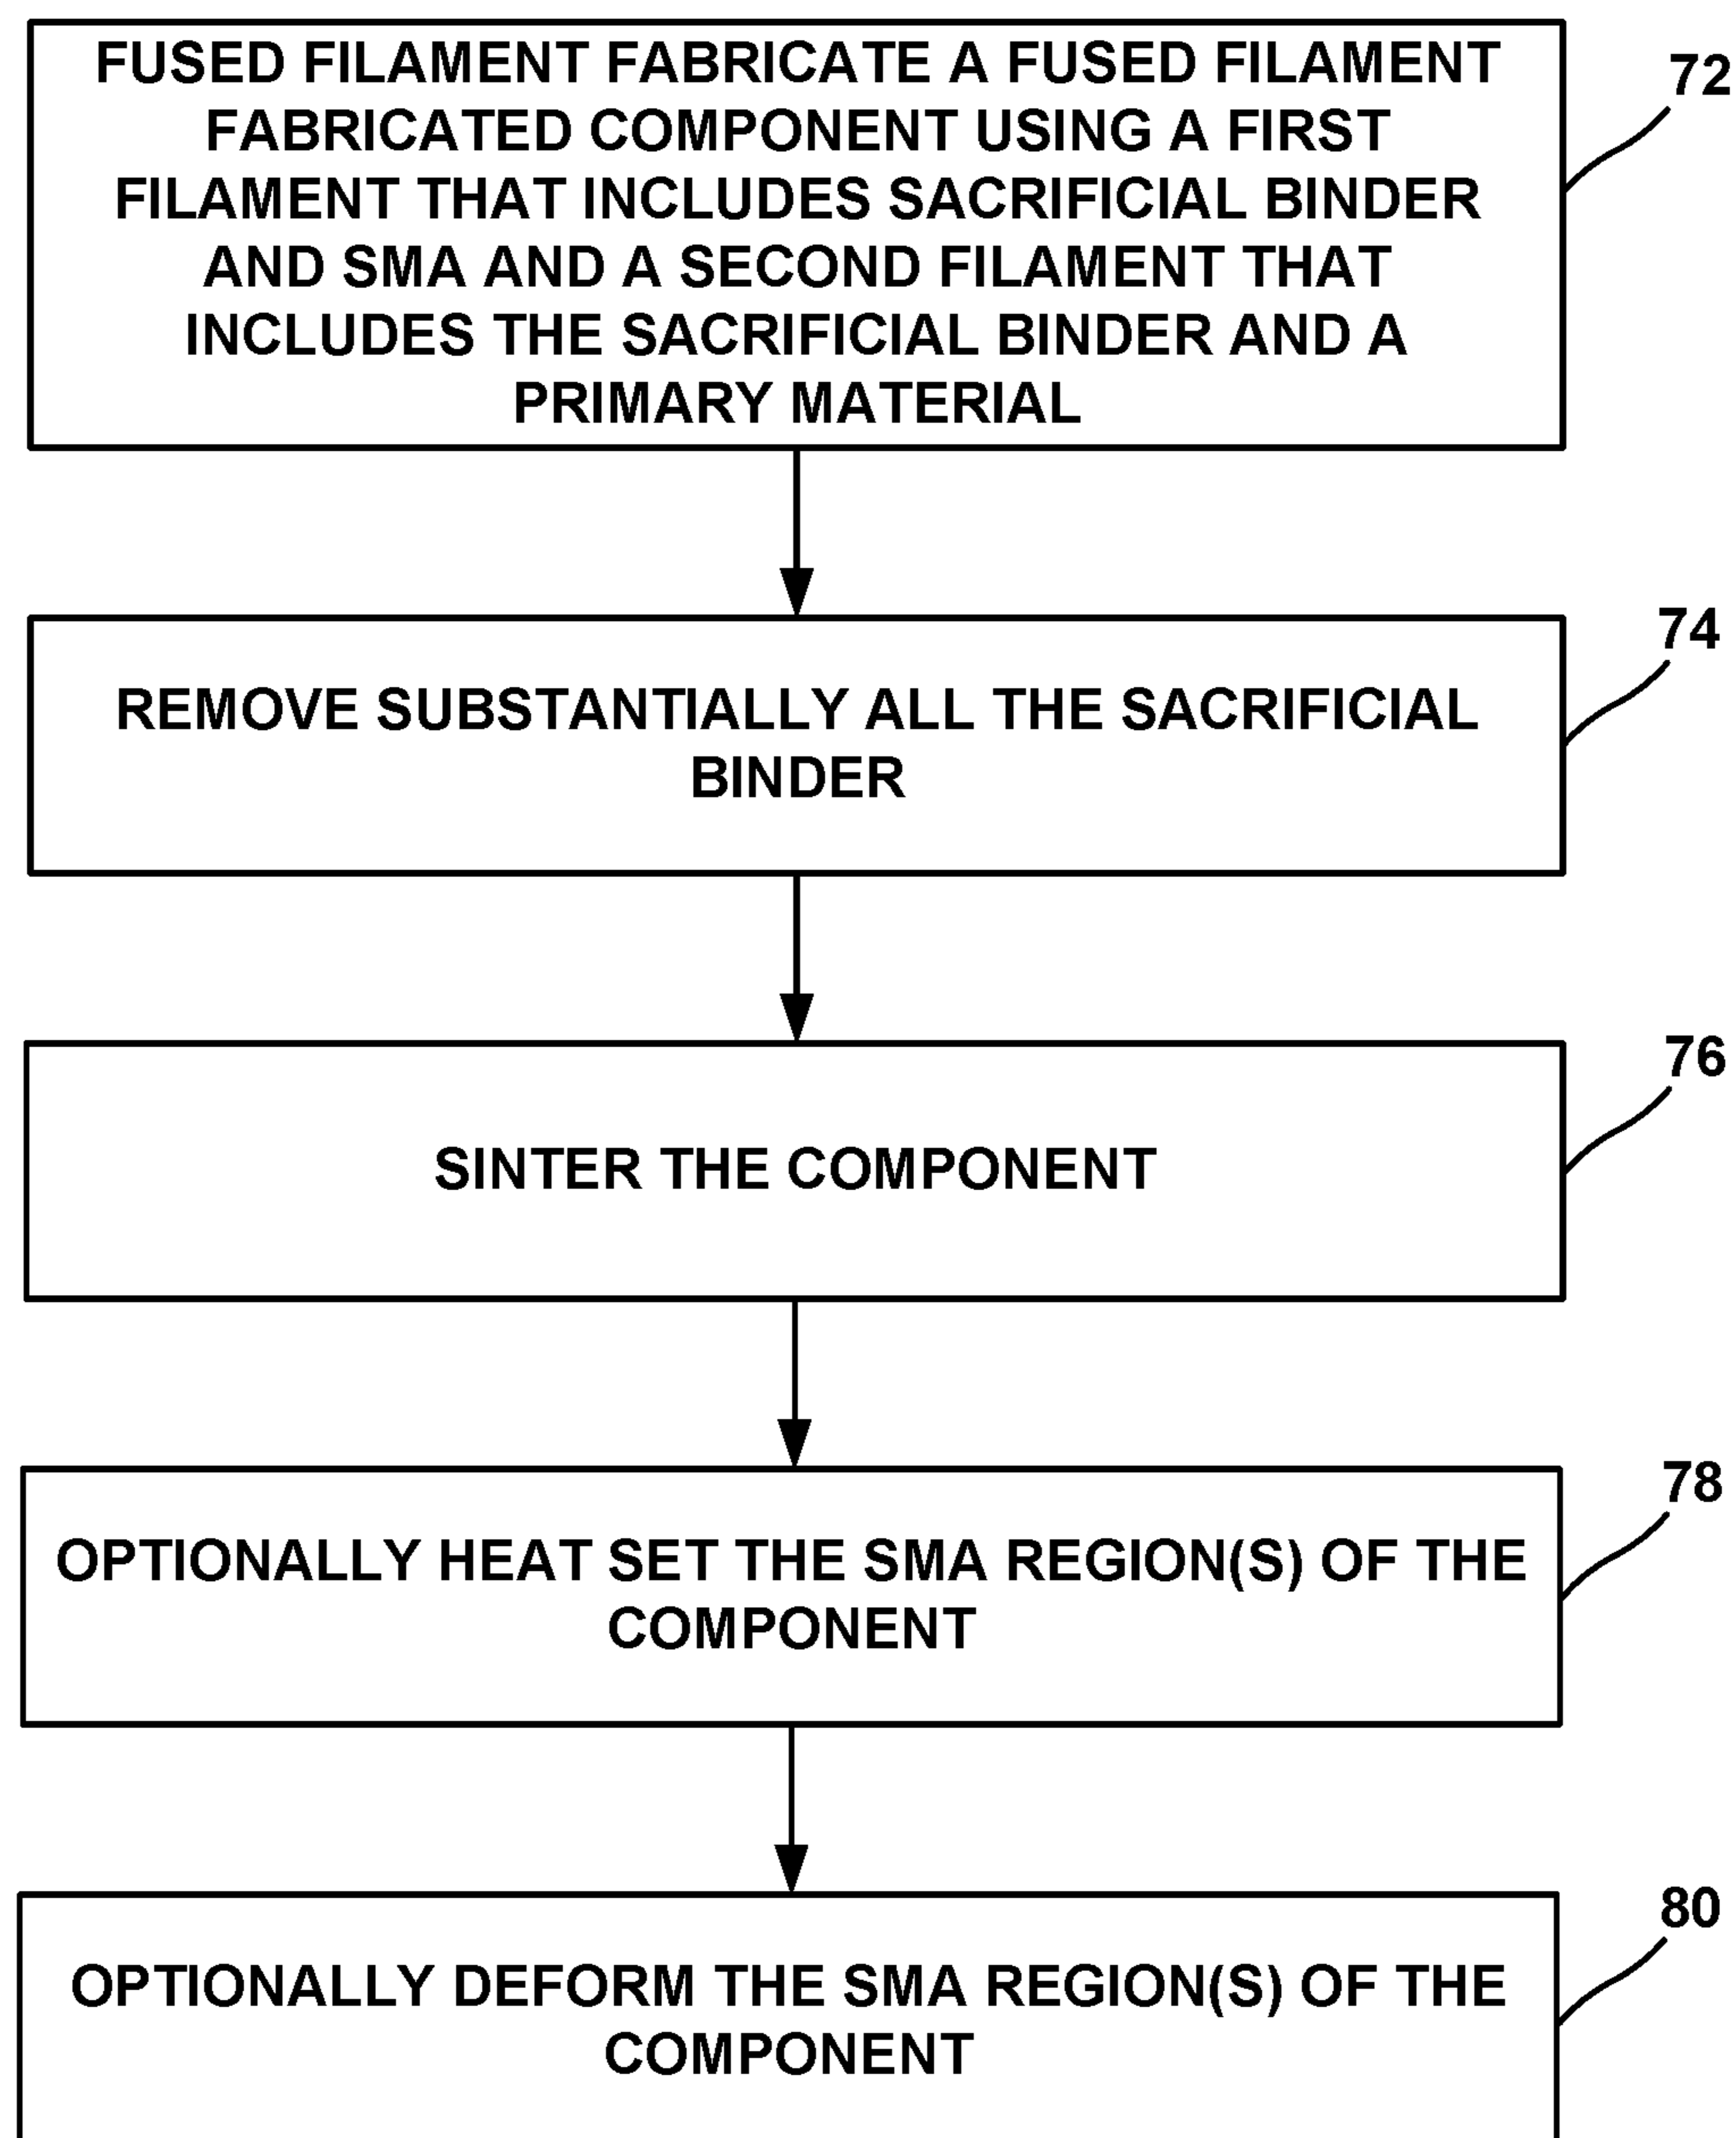 FUSED FILAMENT FABRICATE A FUSED FILAMENT
FABRICATED COMPONENT USING A FIRST
FILAMENT THAT INCLUDES SACRIFICIAL BINDER
AND SMA AND A SECOND FILAMENT THAT
INCLUDES THE SACRIFICIAL BINDER AND A
PRIMARY MATERIAL
72
REMOVE SUBSTANTIALLY ALL THE SACRIFICIAL
BINDER
74
SINTER THE COMPONENT
76
OPTIONALLY HEAT SET THE SMA REGION(S) OF THE
COMPONENT
78
OPTIONALLY DEFORM THE SMA REGION(S) OF THE
COMPONENT
80